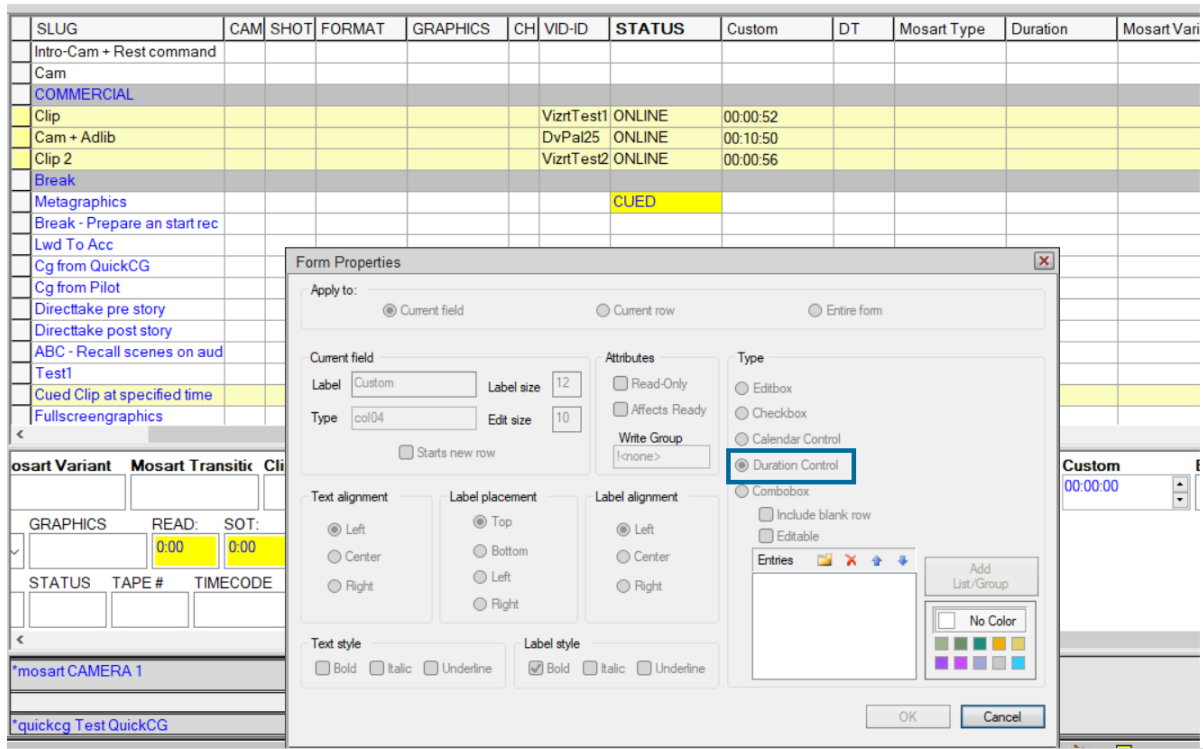 SLUG CAM SHOT FORMAT GRAPHICS CH VID-ID STATUS Custom DT Mosart Type Duration Mosart Vari
Intro-Cam + Rest command
Cam
COMMERCIAL
Clip VizrtTest1 ONLINE 00:00:52
Cam + Adlib DvPal25 ONLINE 00:10:50
Clip 2 VizrtTest2 ONLINE 00:00:56
Break
Metagraphics CUED
Break - Prepare an start rec
Lwd To Acc
Cg from QuickCG
Cg from Pilot
Directtake pre story
Directtake post story
ABC - Recall scenes on aud
Test1
Cued Clip at specified time
Fullscreengraphics
osart Variant Mosart Transitic Cli
GRAPHICS READ: SOT:
0:00 0:00
STATUS TAPE # TIMECODE
*mosart CAMERA 1
*quickcg Test QuickCG
Form Properties
Apply to:
Current field Current row Entire form
Current field
Label Custom Label size 12
Type col04 Edit size 10
Starts new row
Attributes
Read-Only
Affects Ready
Write Group
!<none>
Type
Editbox
Checkbox
Calendar Control
Duration Control
Combobox
Include blank row
Editable
Entries
Add
List/Group
No Color
Text alignment
Left
Center
Right
Label placement
Top
Bottom
Left
Right
Label alignment
Left
Center
Right
Text style
Bold Italic Underline
Label style
Bold Italic Underline
OK Cancel
Custom
00:00:00